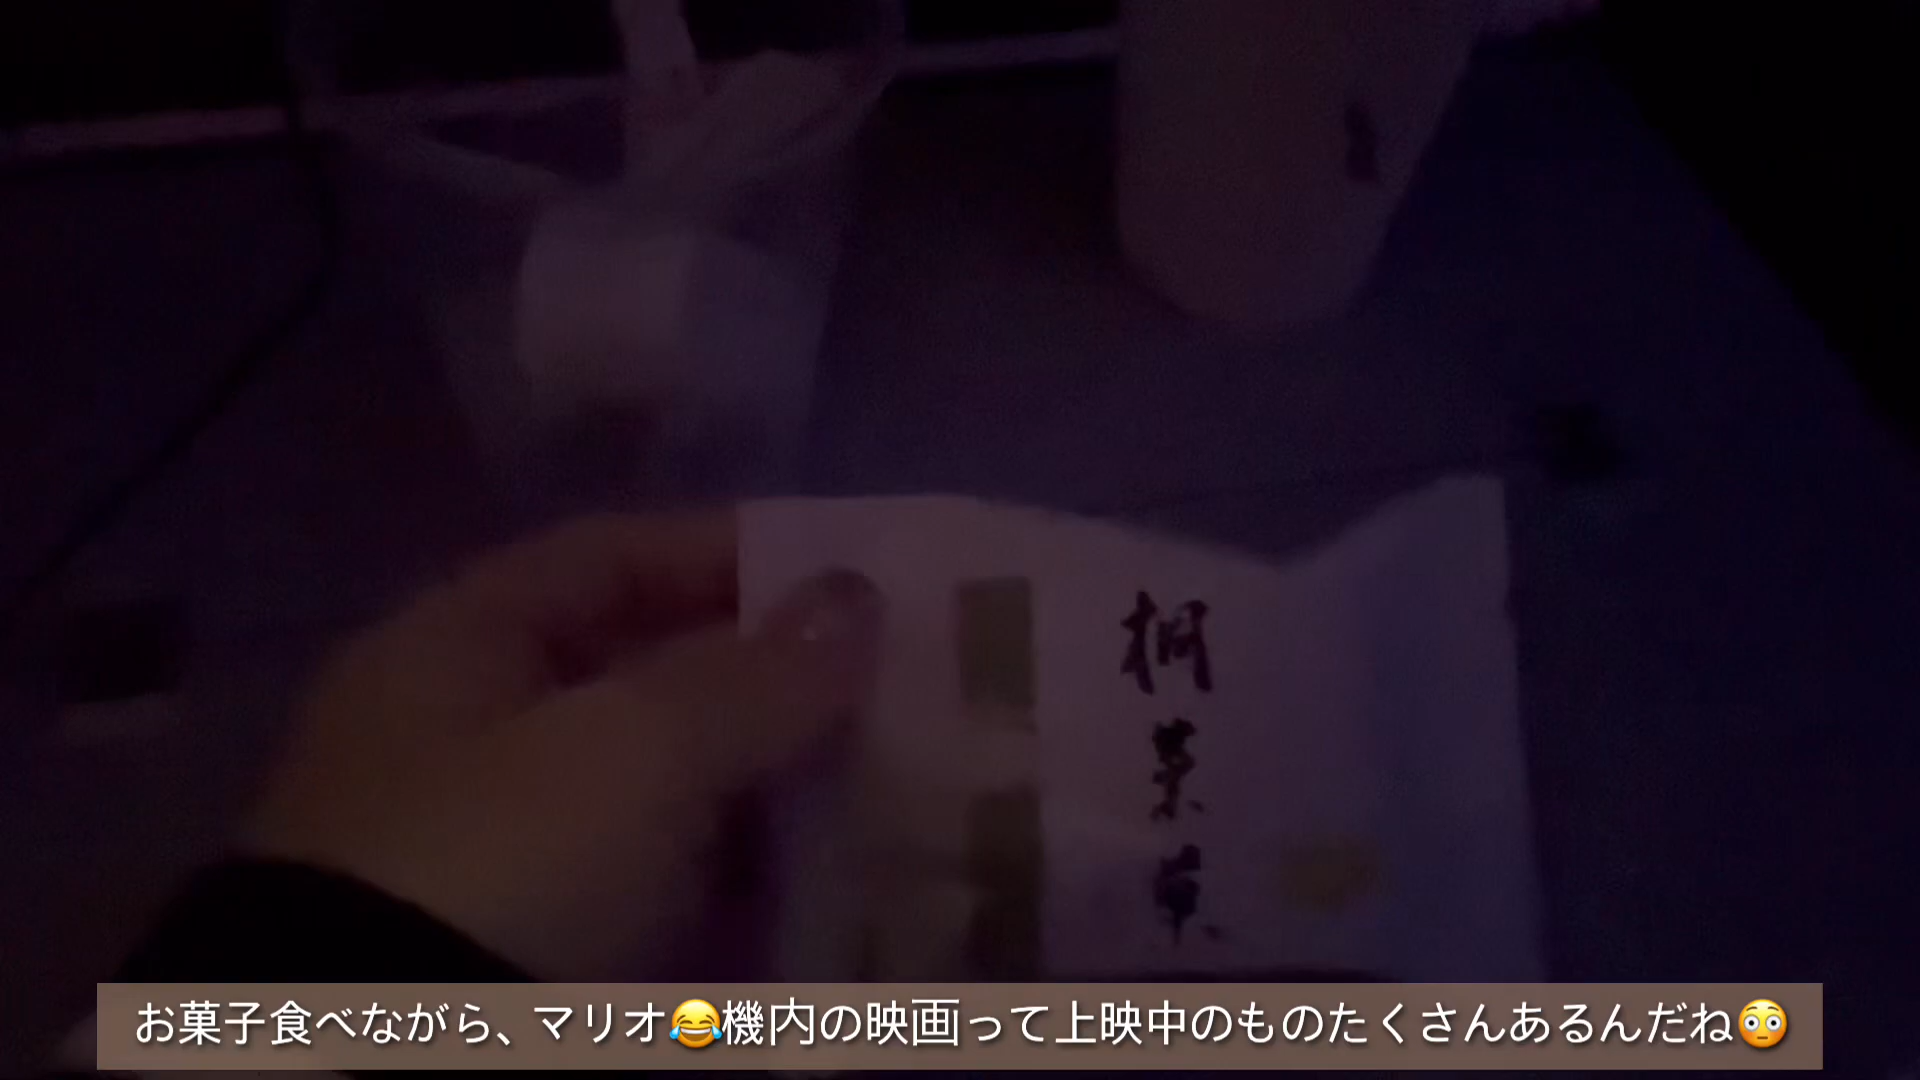 桐葉草
お菓子食べながら、マリオ😂機内の映画って上映中のものたくさんあるんだね😳